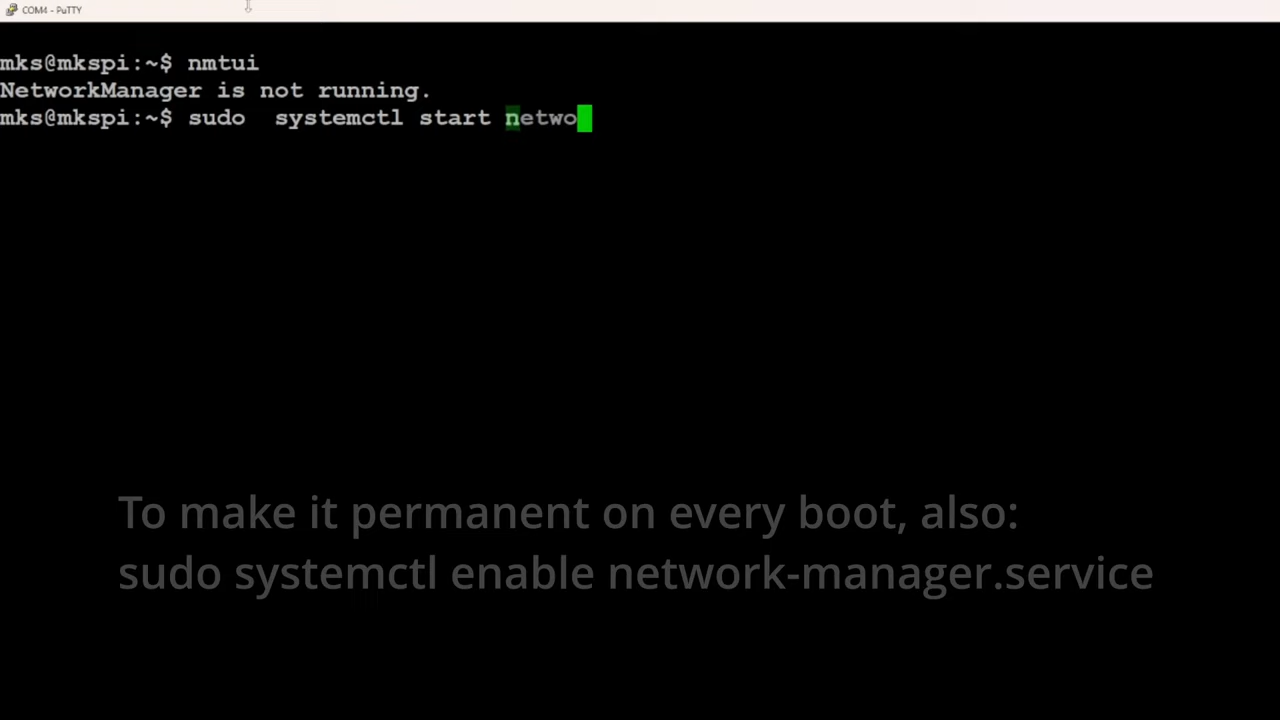 COM4 - PuTTY
mks@mkspi:~$ nmtui
NetworkManager is not running.
mks@mkspi:~$ sudo  systemctl start netwo
To make it permanent on every boot, also:
sudo systemctl enable network-manager.service